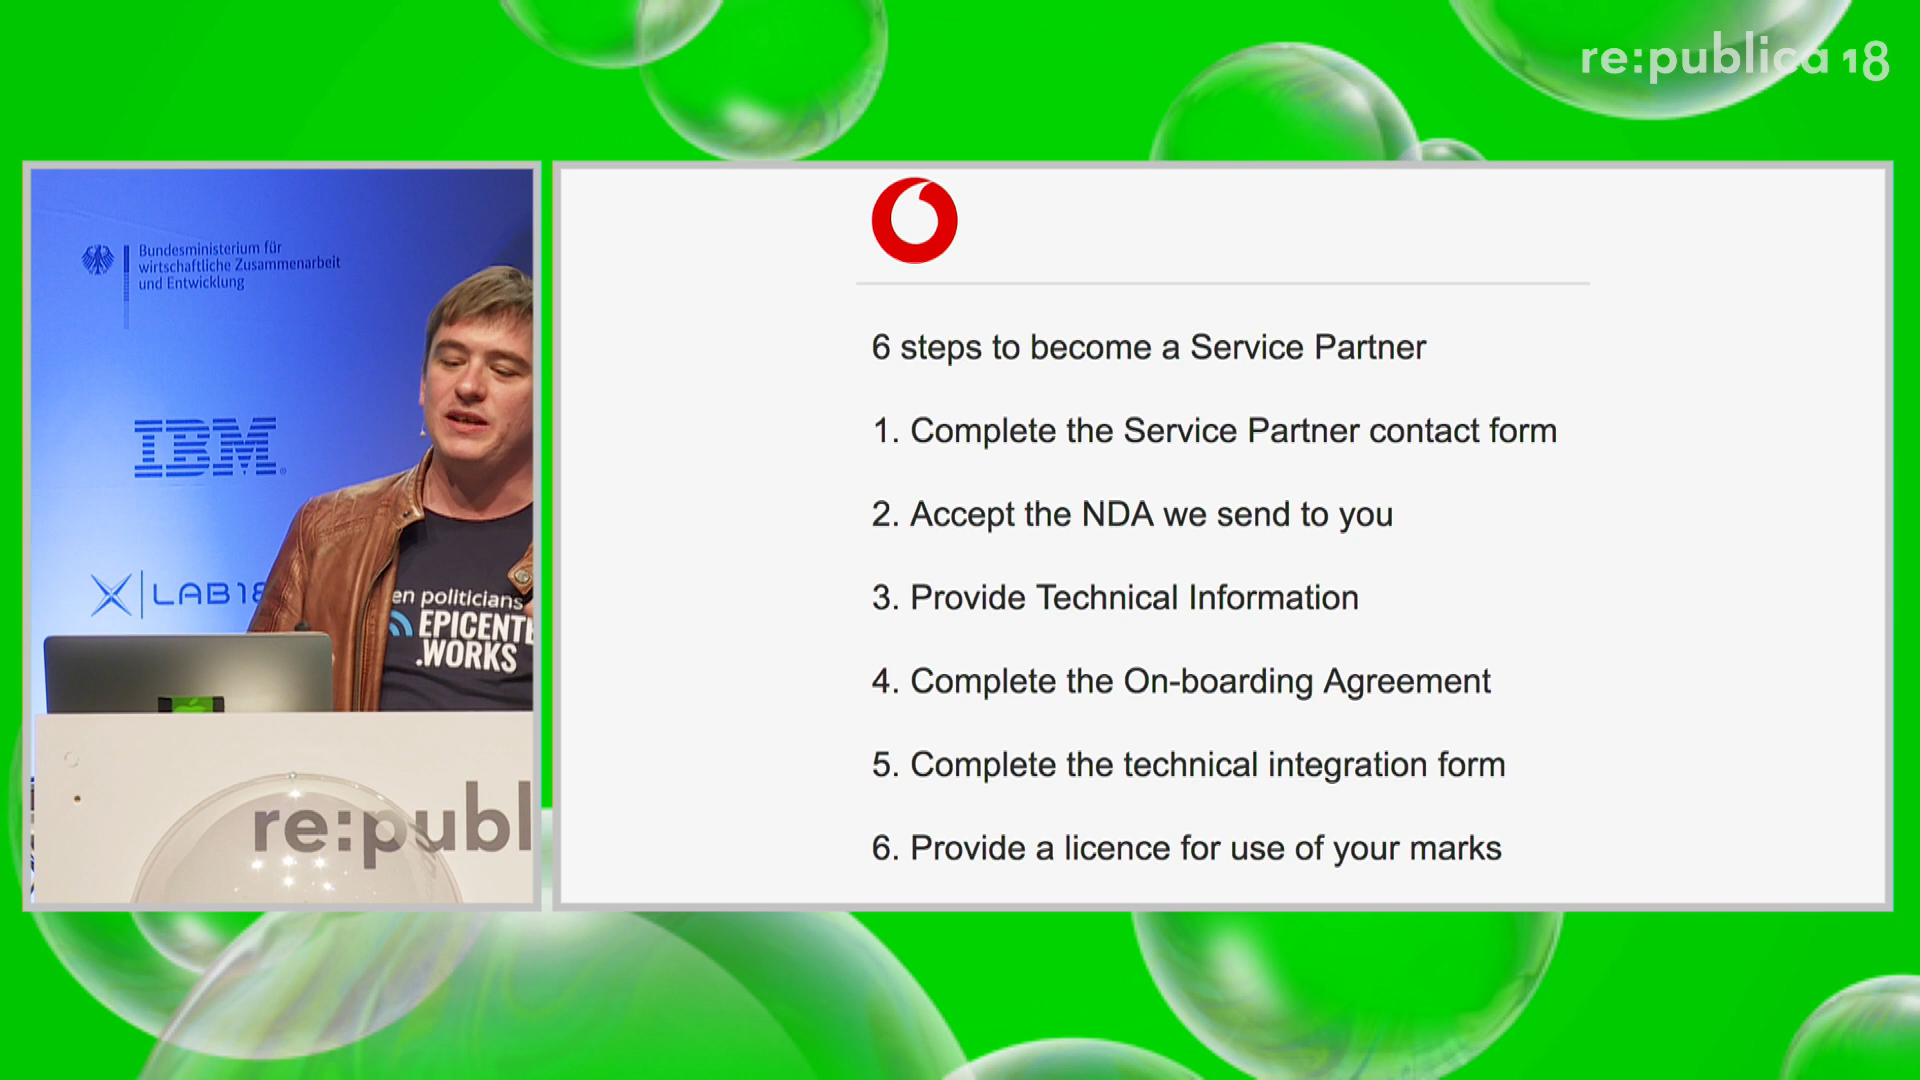 re:publica 18
Bundesministerium für
wirtschaftliche Zusammenarbeit
und Entwicklung
IBM
LAB18
en politicians
EPICENTE
.WORKS
re:publ
6 steps to become a Service Partner
1. Complete the Service Partner contact form
2. Accept the NDA we send to you
3. Provide Technical Information
4. Complete the On-boarding Agreement
5. Complete the technical integration form
6. Provide a licence for use of your marks